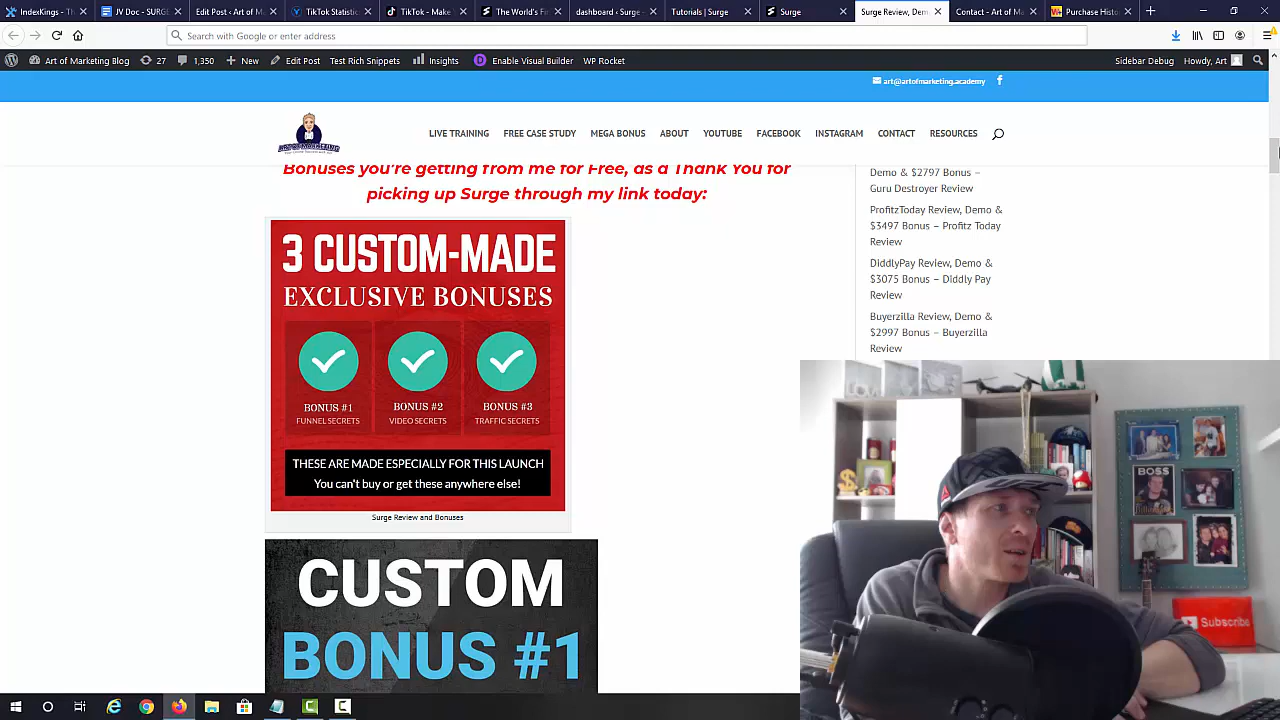 IndexKings - Th
JV Doc - SURGE
Edit Post ‹ Art of M
TikTok Statistic
TikTok - Make Y
The World's Fir
dashboard ‹ Surge –
Tutorials | Surge
Surge
Surge Review, Dem
Contact - Art of Ma
Purchase Histo
Search with Google or enter address
Art of Marketing Blog
27
1,350
New
Edit Post
Test Rich Snippets
Insights
Enable Visual Builder
WP Rocket
Sidebar Debug
Howdy, Art
art@artofmarketing.academy
ART OF MARKETING
LIVE TRAINING
FREE CASE STUDY
MEGA BONUS
ABOUT
YOUTUBE
FACEBOOK
INSTAGRAM
CONTACT
RESOURCES
Bonuses you're getting from me for Free, as a Thank You for
picking up Surge through my link today:
3 CUSTOM-MADE
EXCLUSIVE BONUSES
BONUS #1
FUNNEL SECRETS
BONUS #2
VIDEO SECRETS
BONUS #3
TRAFFIC SECRETS
THESE ARE MADE ESPECIALLY FOR THIS LAUNCH
You can't buy or get these anywhere else!
Surge Review and Bonuses
CUSTOM
BONUS #1
Demo & $2797 Bonus –
Guru Destroyer Review
ProfitzToday Review, Demo &
$3497 Bonus – Profitz Today
Review
DiddlyPay Review, Demo &
$3075 Bonus – Diddly Pay
Review
Buyerzilla Review, Demo &
$2997 Bonus – Buyerzilla
Review
LOVE
BOSS
Subscribe